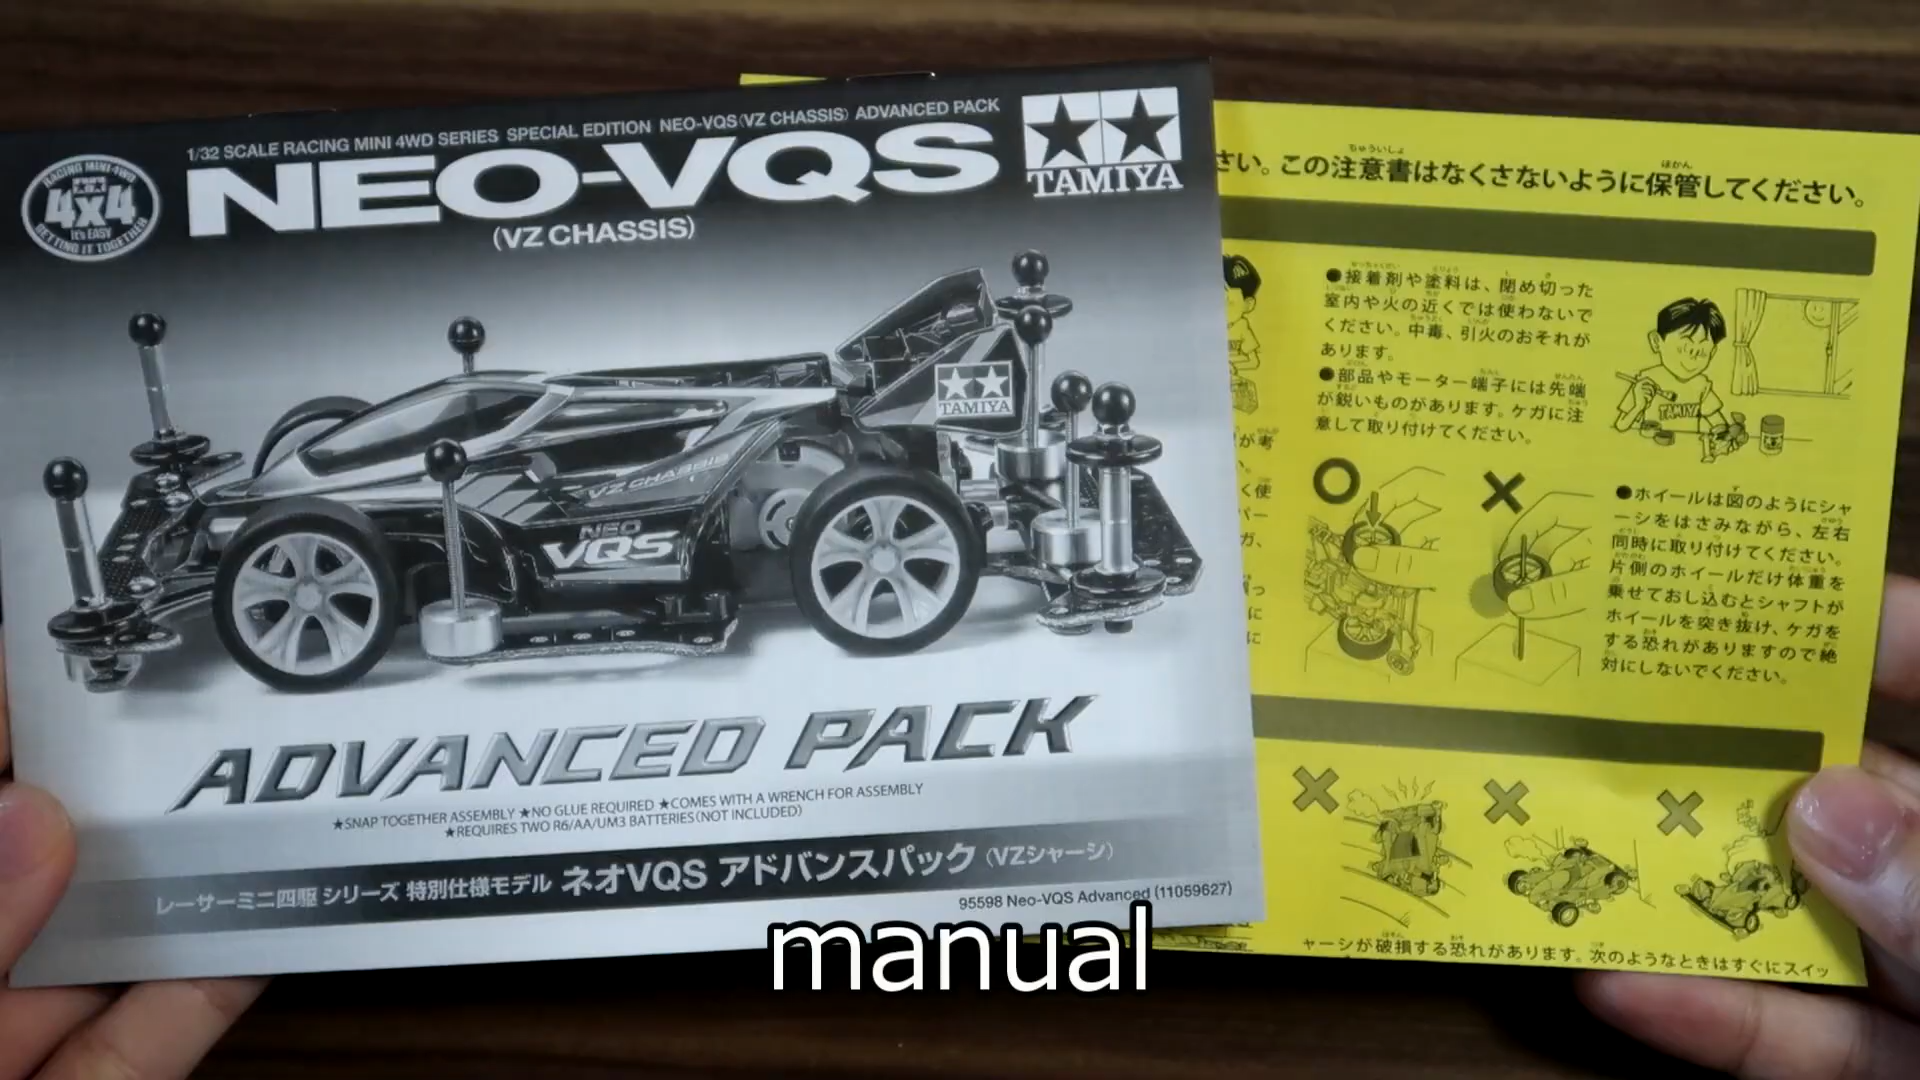 1/32 SCALE RACING MINI 4WD SERIES SPECIAL EDITION NEO-VQS (VZ CHASSIS) ADVANCED PACK
RACING MINI-4WD
4x4
It's EASY
GETTING IT TOGETHER
NEO-VQS
(VZ CHASSIS)
TAMIYA
TAMIYA
VZ CHASSIS
NEO
VQS
ADVANCED PACK
★SNAP TOGETHER ASSEMBLY ★NO GLUE REQUIRED ★COMES WITH A WRENCH FOR ASSEMBLY
★REQUIRES TWO R6/AA/UM3 BATTERIES (NOT INCLUDED)
レーサーミニ四駆 シリーズ 特別仕様モデル ネオVQS アドバンスパック (VZシャーシ)
95598 Neo-VQS Advanced (11059627)
さい。この注意書はなくさないように保管してください。
●接着剤や塗料は、閉め切った
室内や火の近くでは使わないで
ください。中毒、引火のおそれが
あります。
●部品やモーター端子には先端
が鋭いものがあります。ケガに注
意して取り付けてください。
TAMIYA
●ホイールは図のようにシャ
ーシをはさみながら、左右
同時に取り付けてください。
片側のホイールだけ体重を
乗せておし込むとシャフトが
ホイールを突き抜け、ケガを
する恐れがありますので絶
対にしないでください。
ャーシが破損する恐れがあります。次のようなときはすぐにスイッ
manual